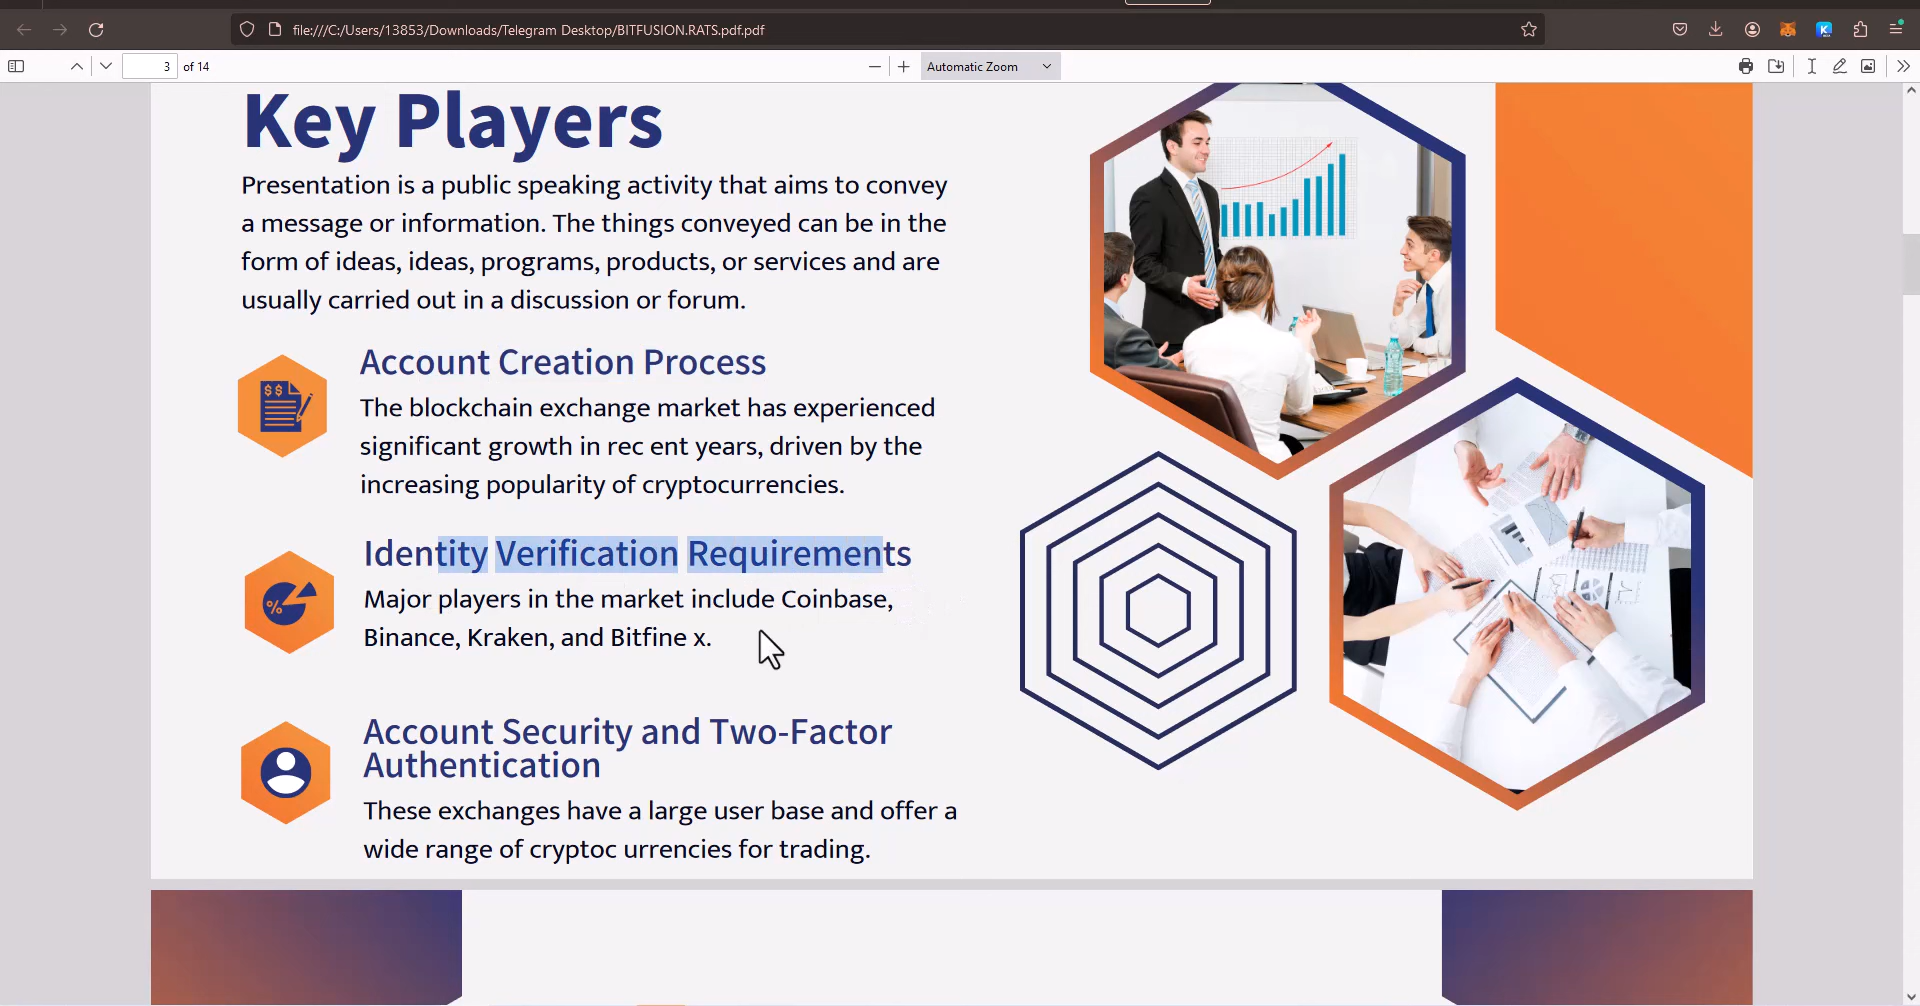 file:///C:/Users/13853/Downloads/Telegram Desktop/BITFUSION.RATS.pdf.pdf
3 of 14
Automatic Zoom
Key Players
Presentation is a public speaking activity that aims to convey
a message or information. The things conveyed can be in the
form of ideas, ideas, programs, products, or services and are
usually carried out in a discussion or forum.
$$
Account Creation Process
The blockchain exchange market has experienced
significant growth in rec ent years, driven by the
increasing popularity of cryptocurrencies.
%
Identity Verification Requirements
Major players in the market include Coinbase,
Binance, Kraken, and Bitfine x.
Account Security and Two-Factor
Authentication
These exchanges have a large user base and offer a
wide range of cryptoc urrencies for trading.